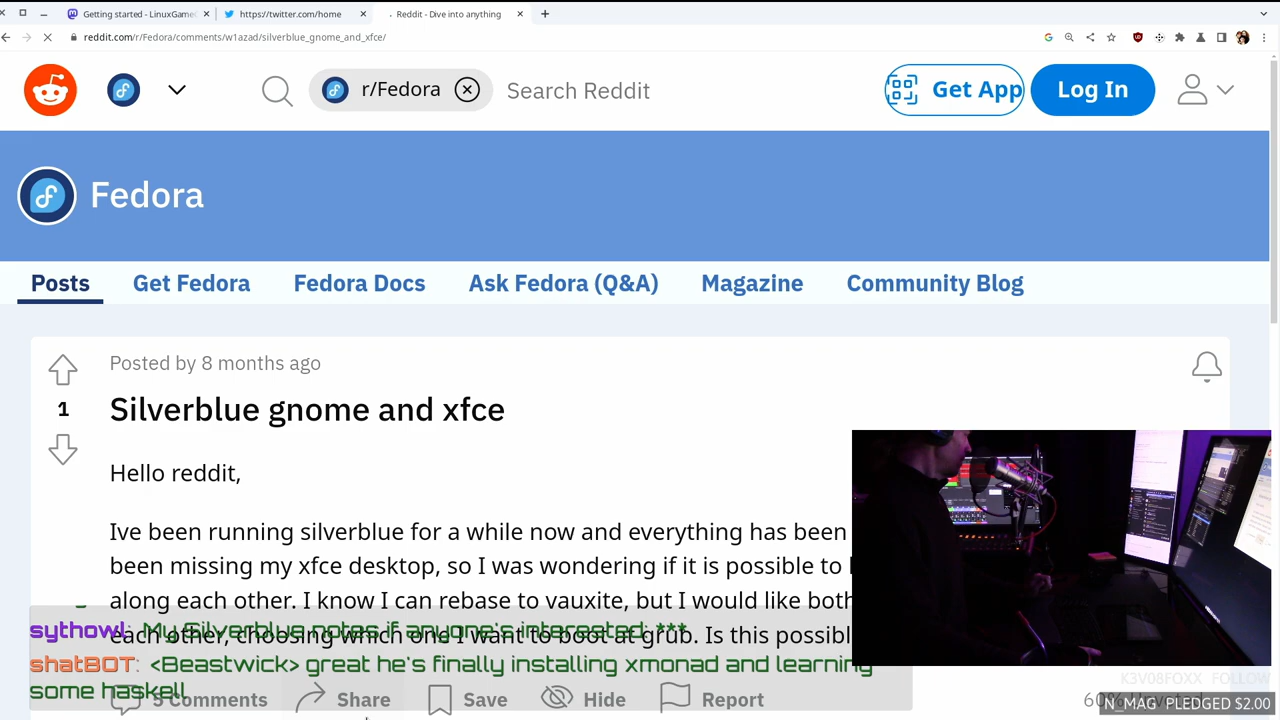 Getting started - LinuxGame
https://twitter.com/home
Reddit - Dive into anything
reddit.com/r/Fedora/comments/w1azad/silverblue_gnome_and_xfce/
r/Fedora
Search Reddit
Get App
Log In
Fedora
Posts
Get Fedora
Fedora Docs
Ask Fedora (Q&A)
Magazine
Community Blog
Posted by 8 months ago
1
Silverblue gnome and xfce
Hello reddit,
Ive been running silverblue for a while now and everything has been
been missing my xfce desktop, so I was wondering if it is possible to
along each other. I know I can rebase to vauxite, but I would like both
each other, choosing which one I want to boot at grub. Is this possibl
sythowl: My Silverblue notes if anyone's interested: ***
shatBOT: <Beastwick> great he's finally installing xmonad and learning
some haskell
5 Comments
Share
Save
Hide
Report
K3V08FOXX FOLLOW
60% Upvoted
N_MAG PLEDGED $2.00